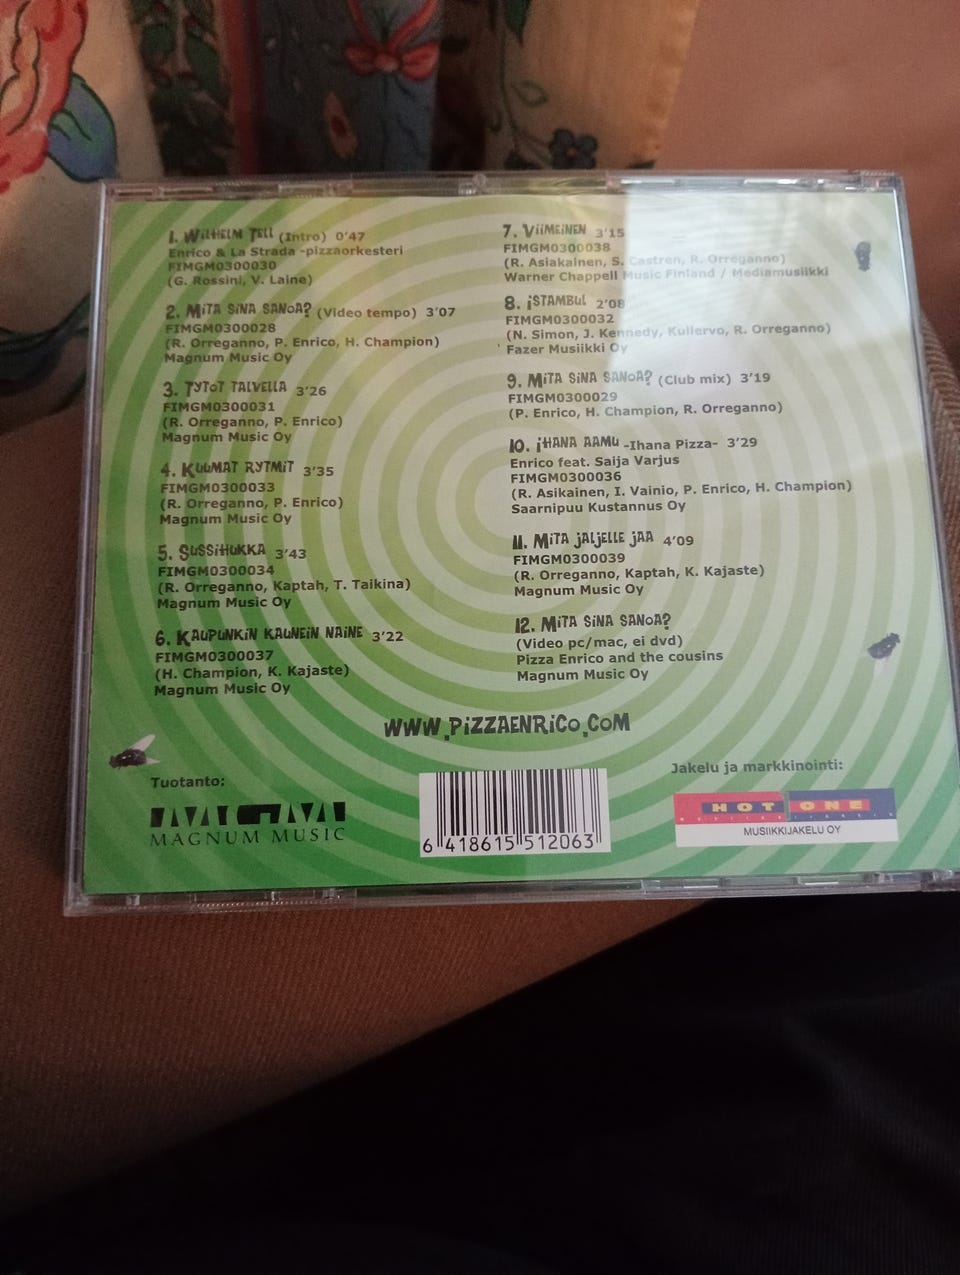 1. WiLHELM TELL (Intro) 0'47
Enrico & La Strada -pizzaorkesteri
FIMGM0300030
(G. Rossini, V. Laine)
2. MiTA SiNA SANoA? (Video tempo) 3'07
FIMGM0300028
(R. Orreganno, P. Enrico, H. Champion)
Magnum Music Oy
3. TYToT TALVELLA 3'26
FIMGM0300031
(R. Orreganno, P. Enrico)
Magnum Music Oy
4. KUUMAT RYTMiT 3'35
FIMGM0300033
(R. Orreganno, P. Enrico)
Magnum Music Oy
5. SUSSiHUKKA 3'43
FIMGM0300034
(R. Orreganno, Kaptah, T. Taikina)
Magnum Music Oy
6. KAUPUNKiN KAUNEiN NAiNE 3'22
FIMGM0300037
(H. Champion, K. Kajaste)
Magnum Music Oy
7. ViiMEiNEN 3'15
FIMGM0300038
(R. Asiakainen, S. Castren, R. Orreganno)
Warner Chappell Music Finland / Mediamusiikki
8. iSTAMBUL 2'08
FIMGM0300032
(N. Simon, J. Kennedy, Kullervo, R. Orreganno)
Fazer Musiikki Oy
9. MiTA SiNA SANoA? (Club mix) 3'19
FIMGM0300029
(P. Enrico, H. Champion, R. Orreganno)
10. iHANA AAMU -Ihana Pizza- 3'29
Enrico feat. Saija Varjus
FIMGM0300036
(R. Asikainen, I. Vainio, P. Enrico, H. Champion)
Saarnipuu Kustannus Oy
11. MiTA JALJELLE JAA 4'09
FIMGM0300039
(R. Orreganno, Kaptah, K. Kajaste)
Magnum Music Oy
12. MiTA SiNA SANoA?
(Video pc/mac, ei dvd)
Pizza Enrico and the cousins
Magnum Music Oy
WWW.PiZZAENRiCO.COM
Tuotanto:
MAGNUM MUSIC
6 418615 512063
Jakelu ja markkinointi:
HOT ONE
MUSIIKKIJAKELU OY